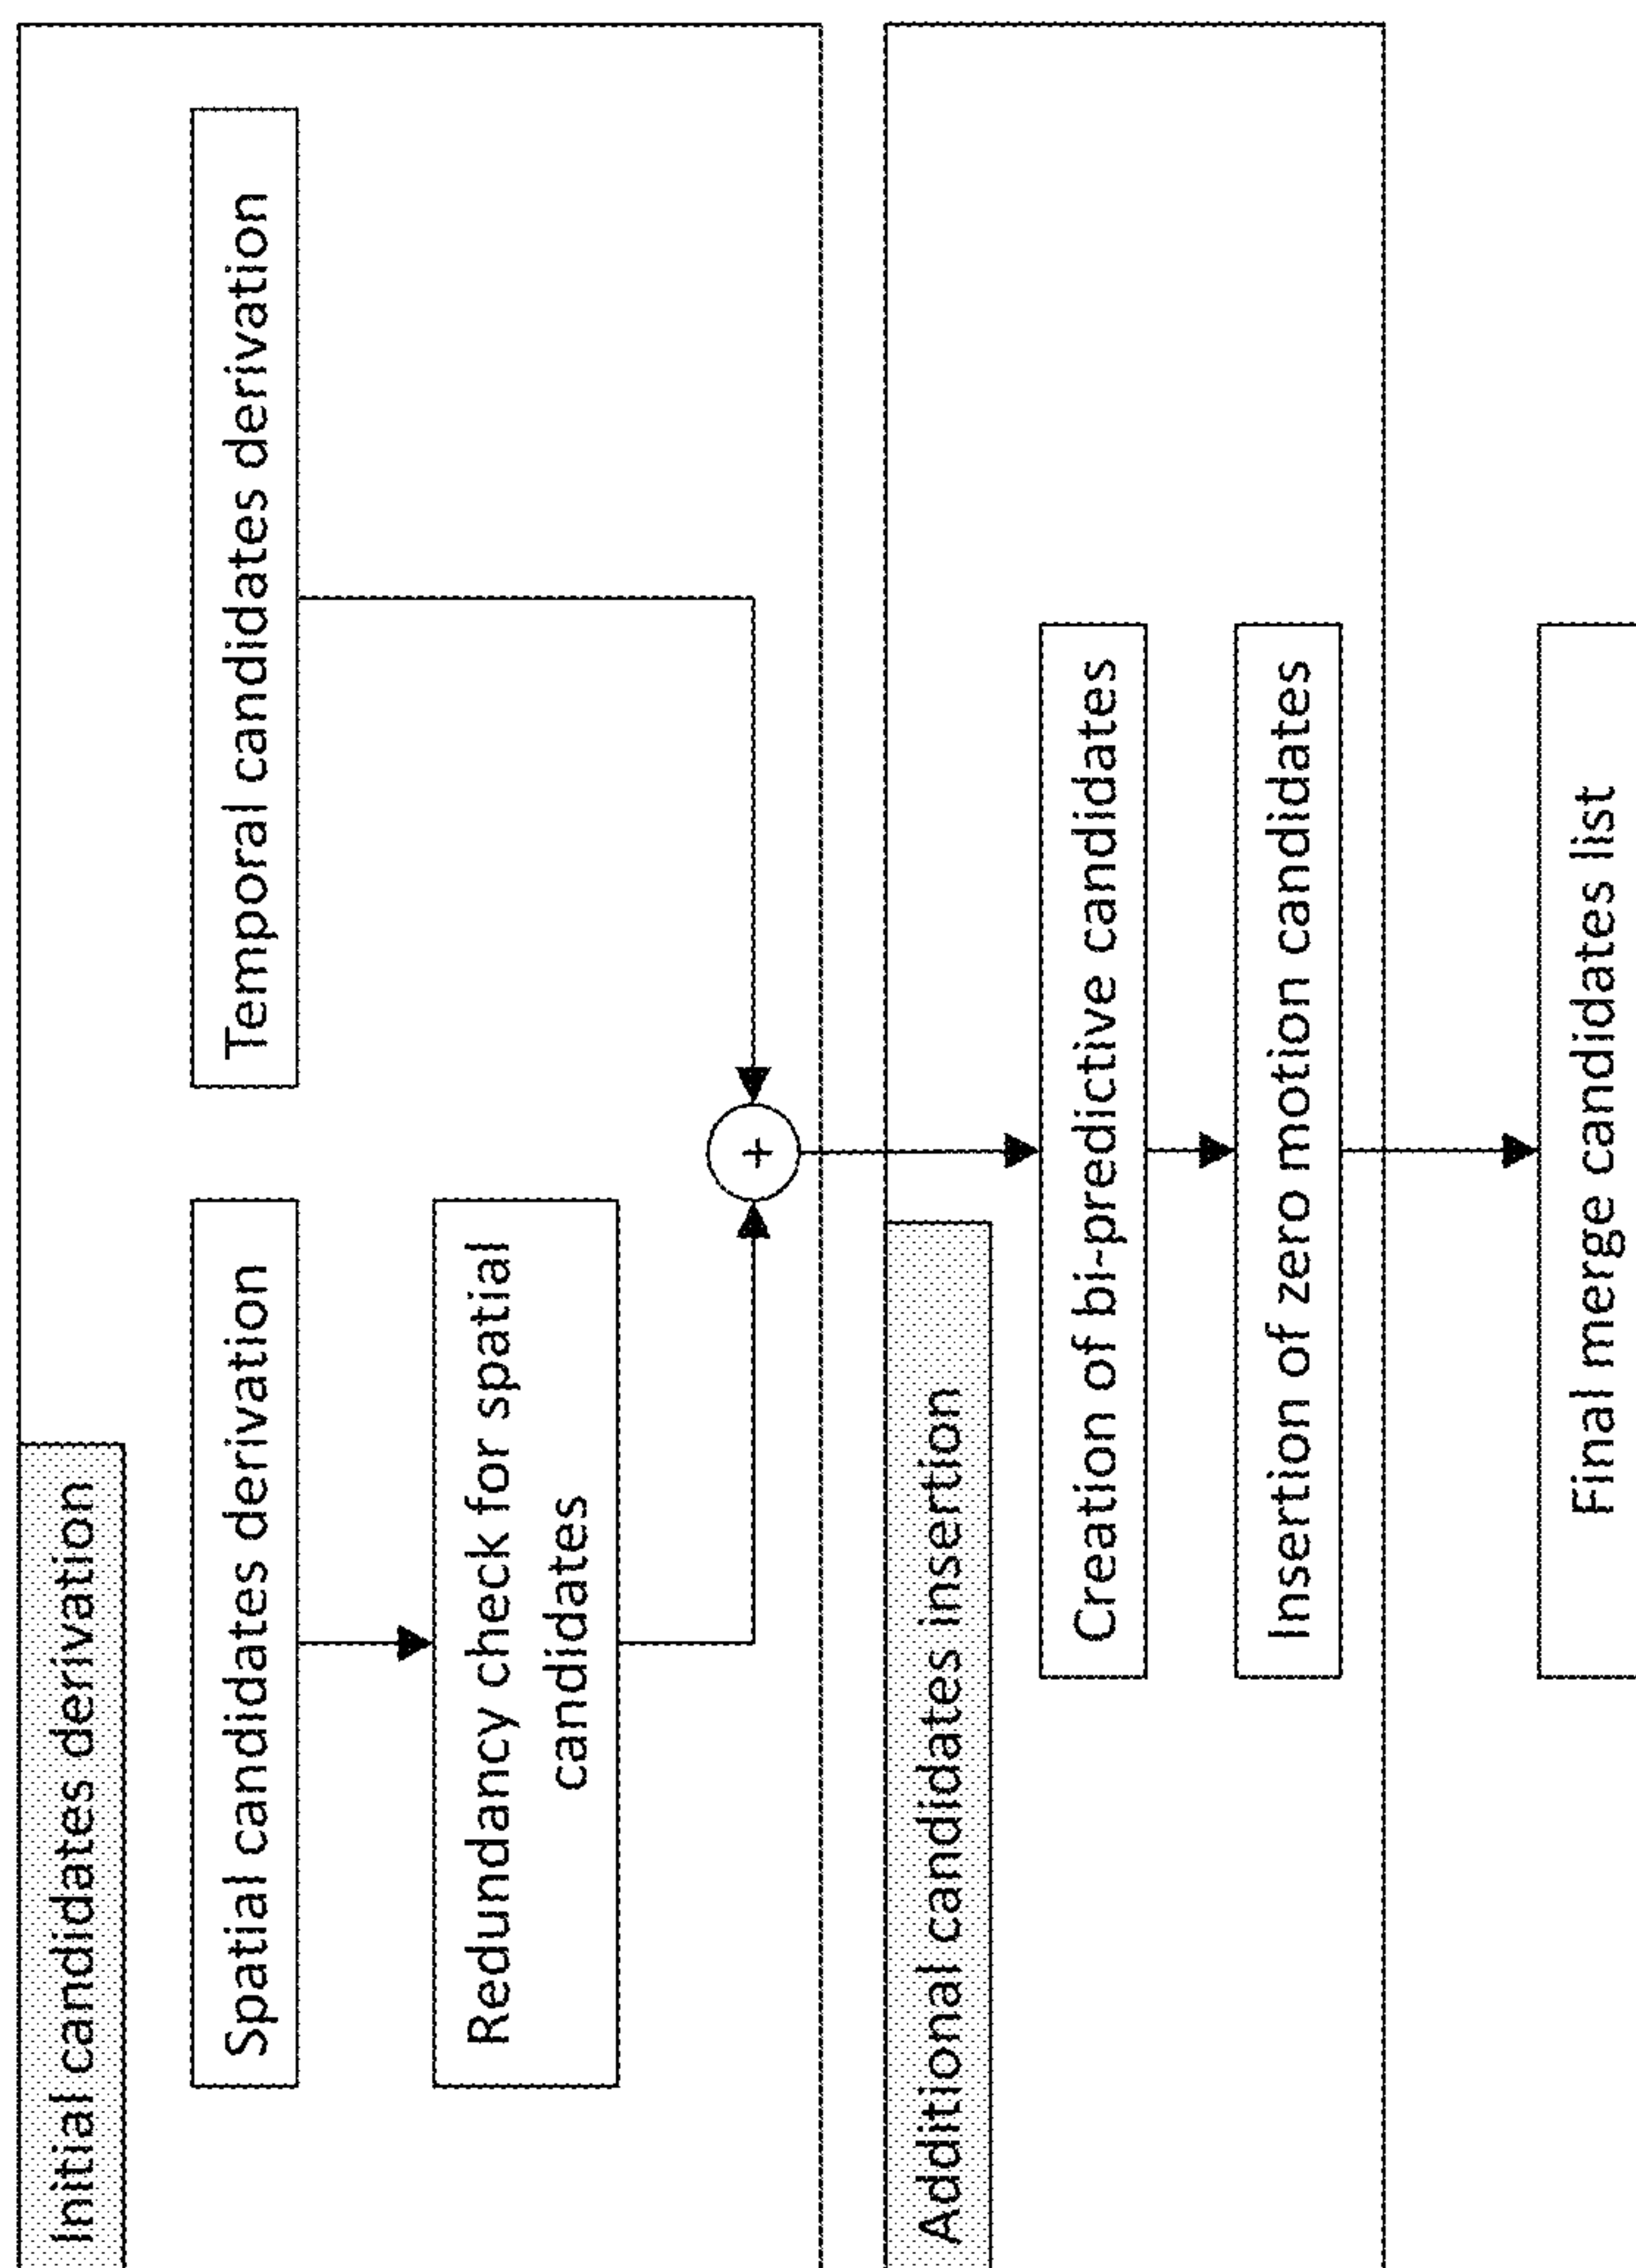 Initial candidates derivation
Spatial candidates derivation
Temporal candidates derivation
Redundancy check for spatial
candidates
+
Additional candidates insertion
Creation of bi-predictive candidates
Insertion of zero motion candidates
Final merge candidates list